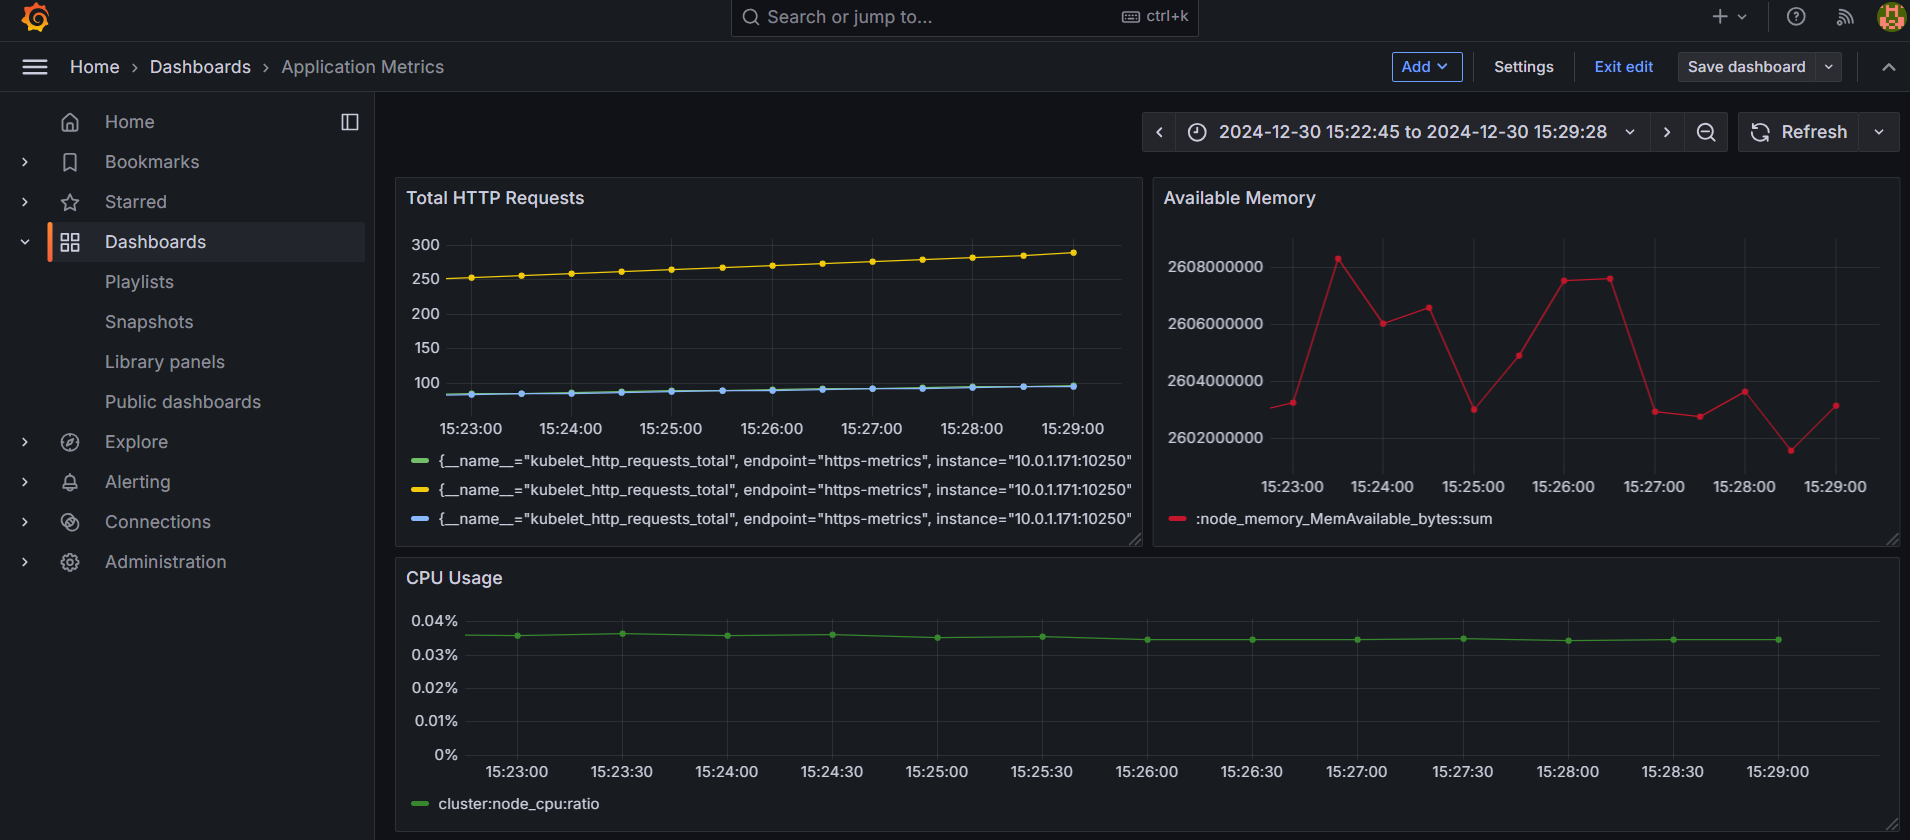 Search or jump to... ctrl+k
Home › Dashboards › Application Metrics
Add
Settings
Exit edit
Save dashboard
Home
Bookmarks
Starred
Dashboards
Playlists
Snapshots
Library panels
Public dashboards
Explore
Alerting
Connections
Administration
2024-12-30 15:22:45 to 2024-12-30 15:29:28
Refresh
Total HTTP Requests
300
250
200
150
100
15:23:00 15:24:00 15:25:00 15:26:00 15:27:00 15:28:00 15:29:00
{__name__="kubelet_http_requests_total", endpoint="https-metrics", instance="10.0.1.171:10250"
{__name__="kubelet_http_requests_total", endpoint="https-metrics", instance="10.0.1.171:10250"
{__name__="kubelet_http_requests_total", endpoint="https-metrics", instance="10.0.1.171:10250"
Available Memory
2608000000
2606000000
2604000000
2602000000
15:23:00 15:24:00 15:25:00 15:26:00 15:27:00 15:28:00 15:29:00
:node_memory_MemAvailable_bytes:sum
CPU Usage
0.04%
0.03%
0.02%
0.01%
0%
15:23:00 15:23:30 15:24:00 15:24:30 15:25:00 15:25:30 15:26:00 15:26:30 15:27:00 15:27:30 15:28:00 15:28:30 15:29:00
cluster:node_cpu:ratio